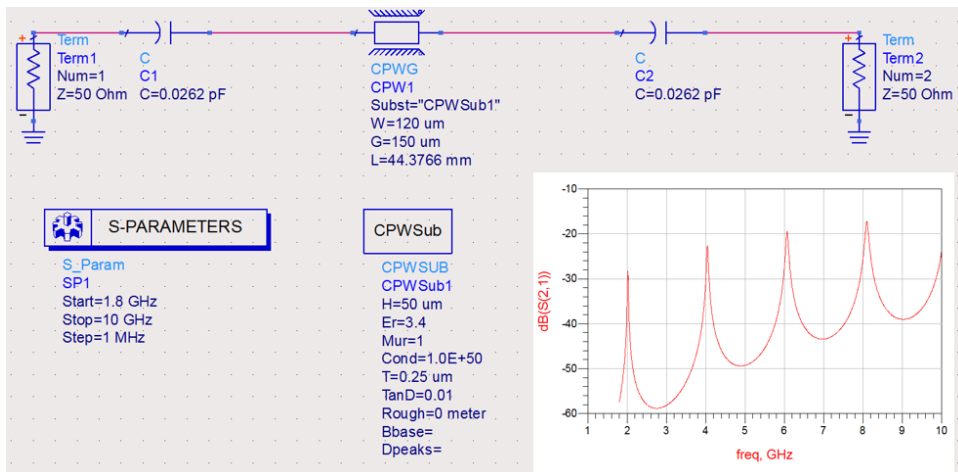 Term
Term1
Num=1
Z=50 Ohm
C
C1
C=0.0262 pF
CPWG
CPW1
Subst="CPWSub1"
W=120 um
G=150 um
L=44.3766 mm
C
C2
C=0.0262 pF
Term
Term2
Num=2
Z=50 Ohm
S-PARAMETERS
S_Param
SP1
Start=1.8 GHz
Stop=10 GHz
Step=1 MHz
CPWSub
CPWSUB
CPWSub1
H=50 um
Er=3.4
Mur=1
Cond=1.0E+50
T=0.25 um
TanD=0.01
Rough=0 meter
Bbase=
Dpeaks=
dB(S(2,1))
-10
-20
-30
-40
-50
-60
1 2 3 4 5 6 7 8 9 10
freq, GHz